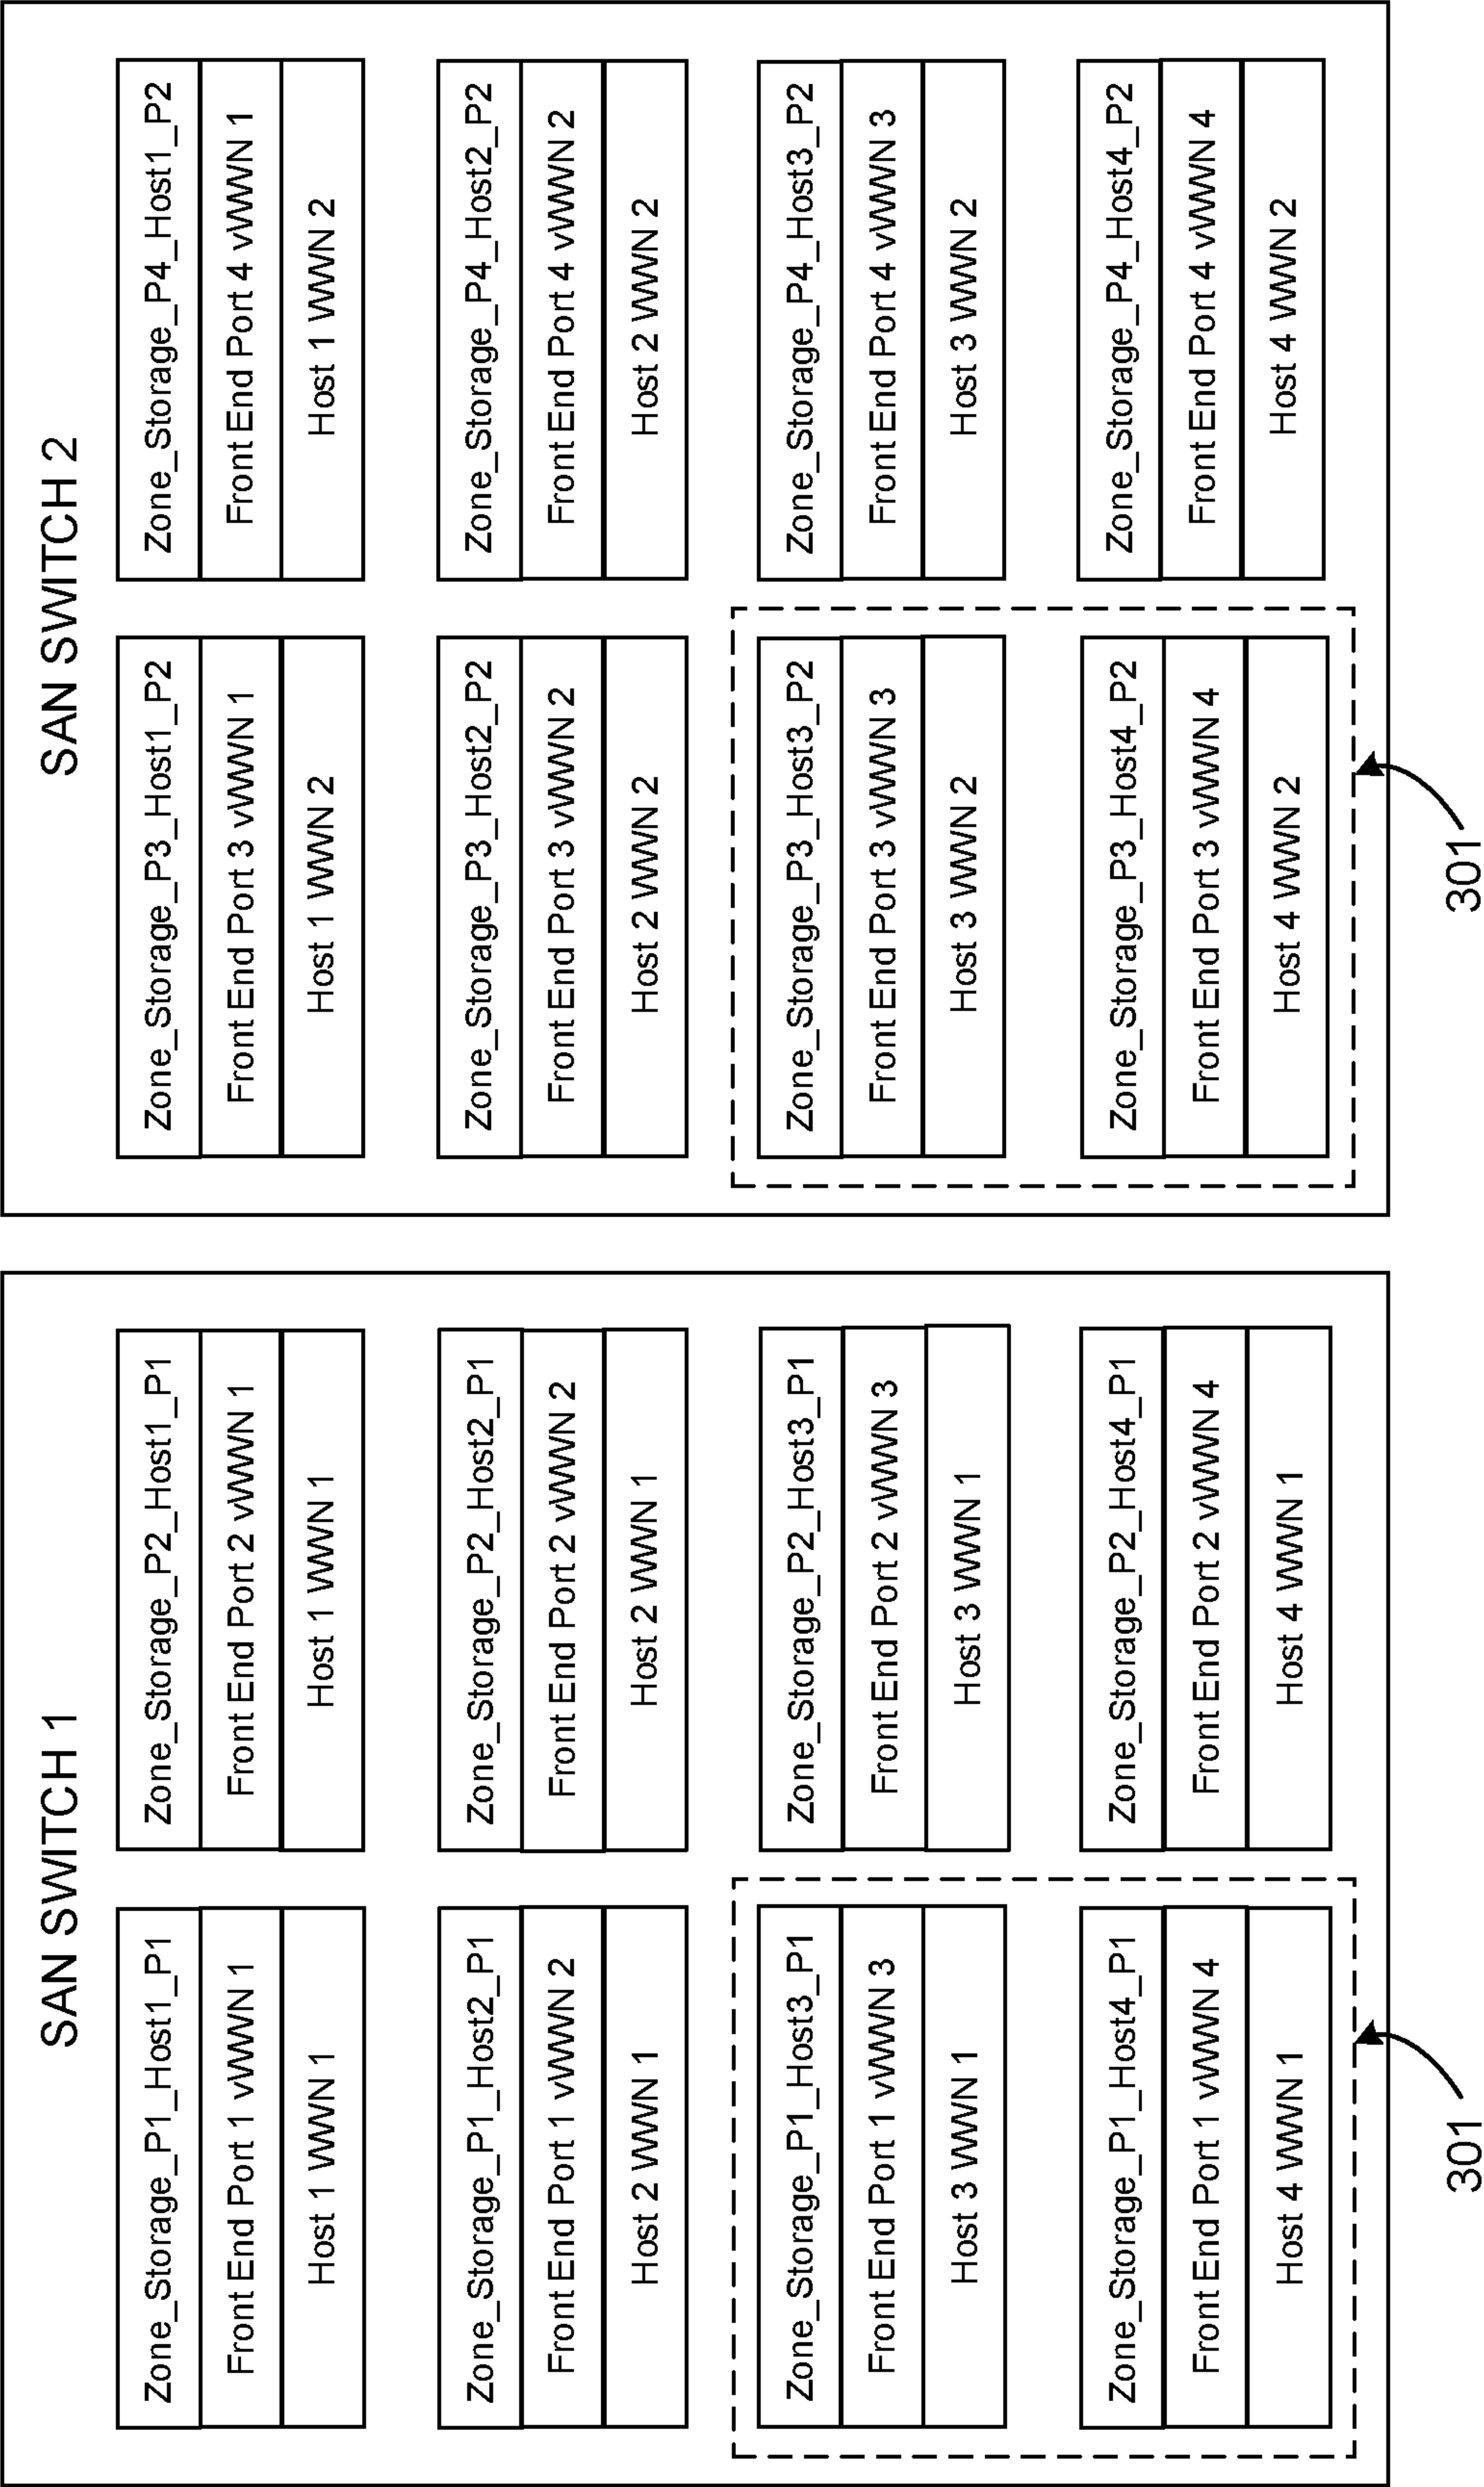 SAN SWITCH 1
Zone_Storage_P1_Host1_P1
Front End Port 1 vWWN 1
Host 1 WWN 1
Zone_Storage_P2_Host1_P1
Front End Port 2 vWWN 1
Host 1 WWN 1
Zone_Storage_P1_Host2_P1
Front End Port 1 vWWN 2
Host 2 WWN 1
Zone_Storage_P2_Host2_P1
Front End Port 2 vWWN 2
Host 2 WWN 1
Zone_Storage_P1_Host3_P1
Front End Port 1 vWWN 3
Host 3 WWN 1
Zone_Storage_P2_Host3_P1
Front End Port 2 vWWN 3
Host 3 WWN 1
Zone_Storage_P1_Host4_P1
Front End Port 1 vWWN 4
Host 4 WWN 1
Zone_Storage_P2_Host4_P1
Front End Port 2 vWWN 4
Host 4 WWN 1
301
SAN SWITCH 2
Zone_Storage_P3_Host1_P2
Front End Port 3 vWWN 1
Host 1 WWN 2
Zone_Storage_P4_Host1_P2
Front End Port 4 vWWN 1
Host 1 WWN 2
Zone_Storage_P3_Host2_P2
Front End Port 3 vWWN 2
Host 2 WWN 2
Zone_Storage_P4_Host2_P2
Front End Port 4 vWWN 2
Host 2 WWN 2
Zone_Storage_P3_Host3_P2
Front End Port 3 vWWN 3
Host 3 WWN 2
Zone_Storage_P4_Host3_P2
Front End Port 4 vWWN 3
Host 3 WWN 2
Zone_Storage_P3_Host4_P2
Front End Port 3 vWWN 4
Host 4 WWN 2
Zone_Storage_P4_Host4_P2
Front End Port 4 vWWN 4
Host 4 WWN 2
301